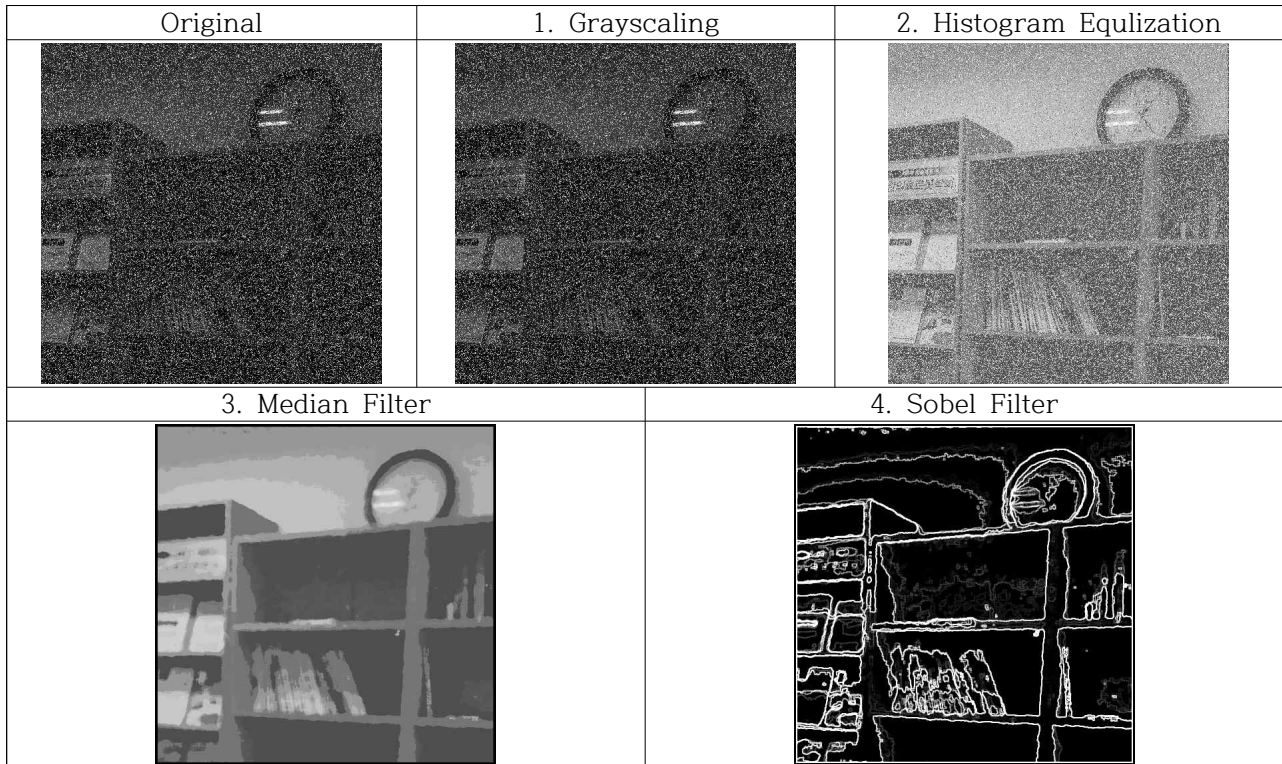 Original
1. Grayscaling
2. Histogram Equlization
3. Median Filter
4. Sobel Filter